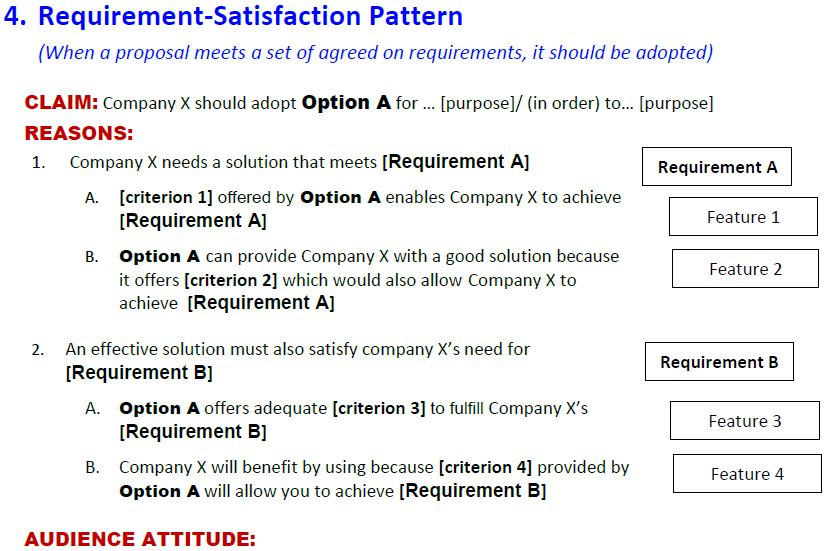 4. Requirement-Satisfaction Pattern
(When a proposal meets a set of agreed on requirements, it should be adopted)
CLAIM: Company X should adopt Option A for ... [purpose]/ (in order) to... [purpose]
REASONS:
1. Company X needs a solution that meets [Requirement A]
Requirement A
A. [criterion 1] offered by Option A enables Company X to achieve
[Requirement A]
Feature 1
B. Option A can provide Company X with a good solution because
it offers [criterion 2] which would also allow Company X to
achieve [Requirement A]
Feature 2
2. An effective solution must also satisfy company X’s need for
[Requirement B]
Requirement B
A. Option A offers adequate [criterion 3] to fulfill Company X’s
[Requirement B]
Feature 3
B. Company X will benefit by using because [criterion 4] provided by
Option A will allow you to achieve [Requirement B]
Feature 4
AUDIENCE ATTITUDE: